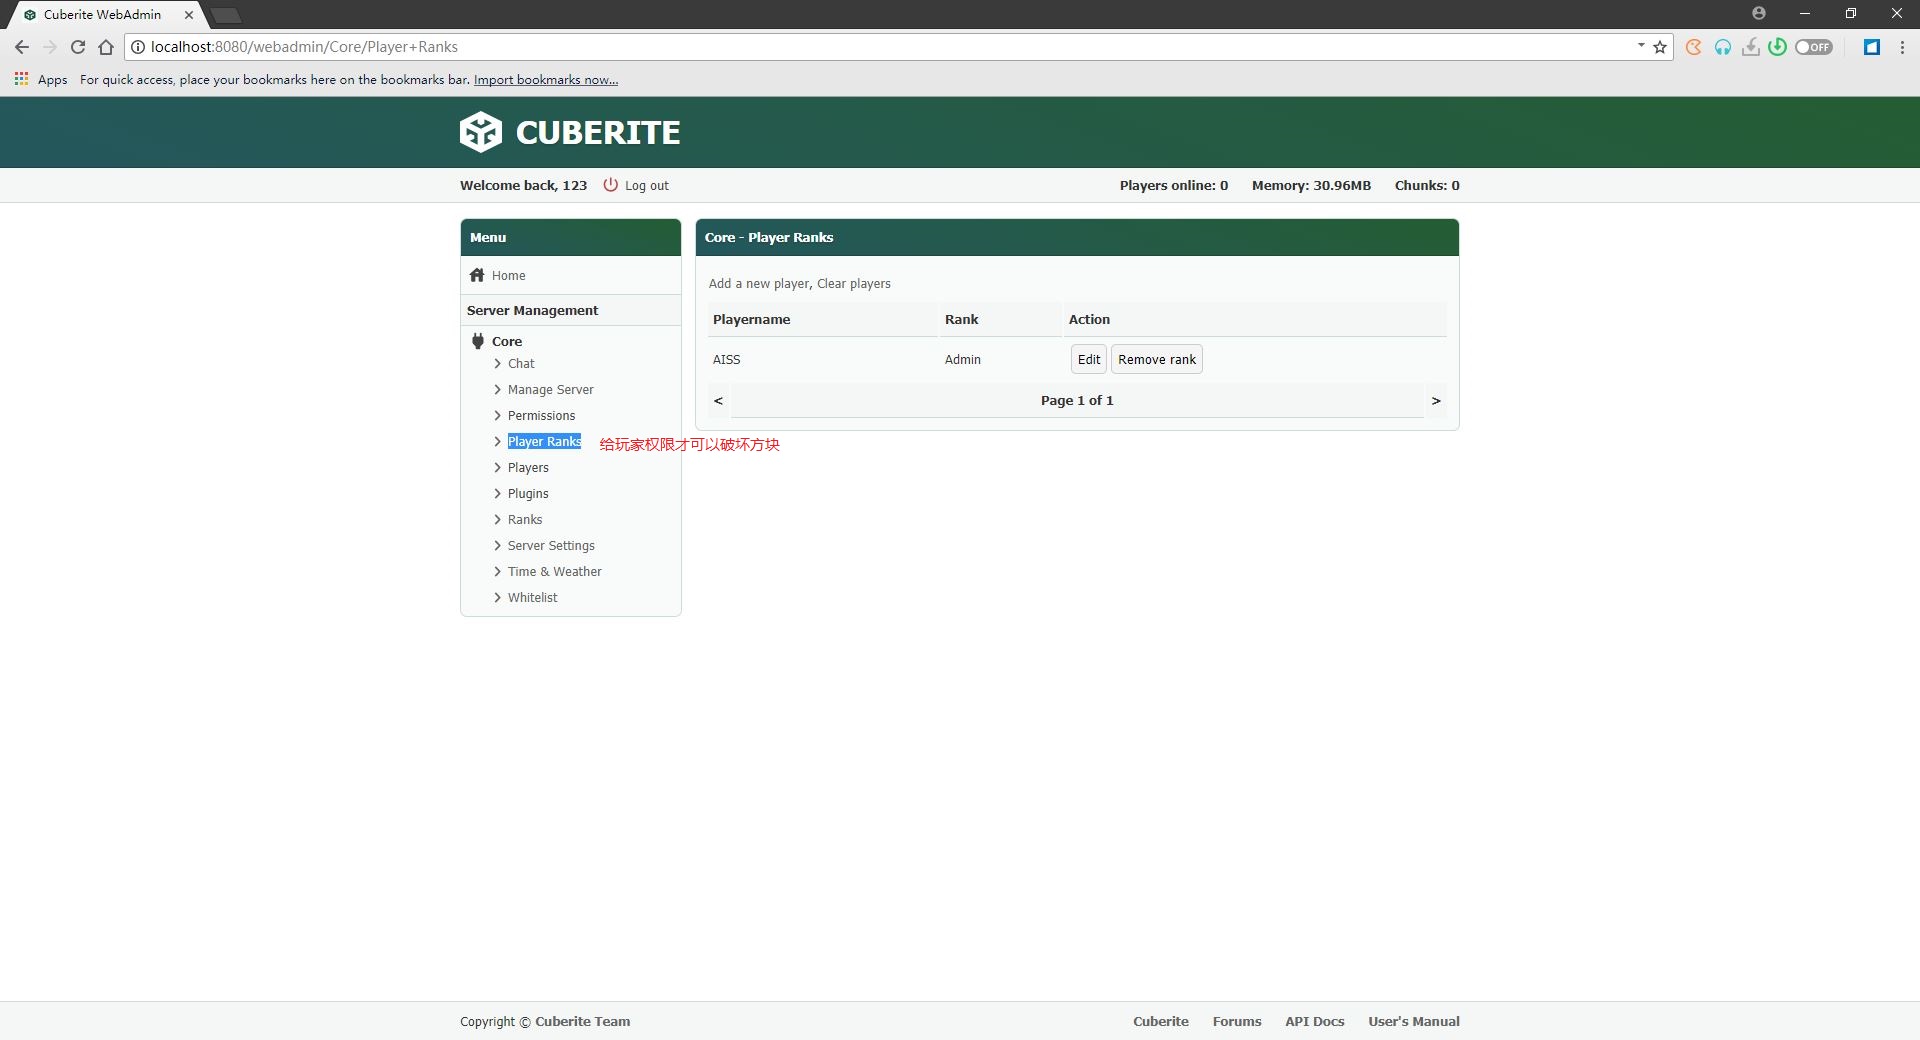 Cuberite WebAdmin
localhost:8080/webadmin/Core/Player+Ranks
OFF
Apps For quick access, place your bookmarks here on the bookmarks bar. Import bookmarks now...
CUBERITE
Welcome back, 123 Log out Players online: 0 Memory: 30.96MB Chunks: 0
Menu
Home
Server Management
Core
Chat
Manage Server
Permissions
Player Ranks 给玩家权限才可以破坏方块
Players
Plugins
Ranks
Server Settings
Time & Weather
Whitelist
Core - Player Ranks
Add a new player, Clear players
Playername Rank Action
AISS Admin Edit Remove rank
< Page 1 of 1 >
Copyright © Cuberite Team Cuberite Forums API Docs User's Manual